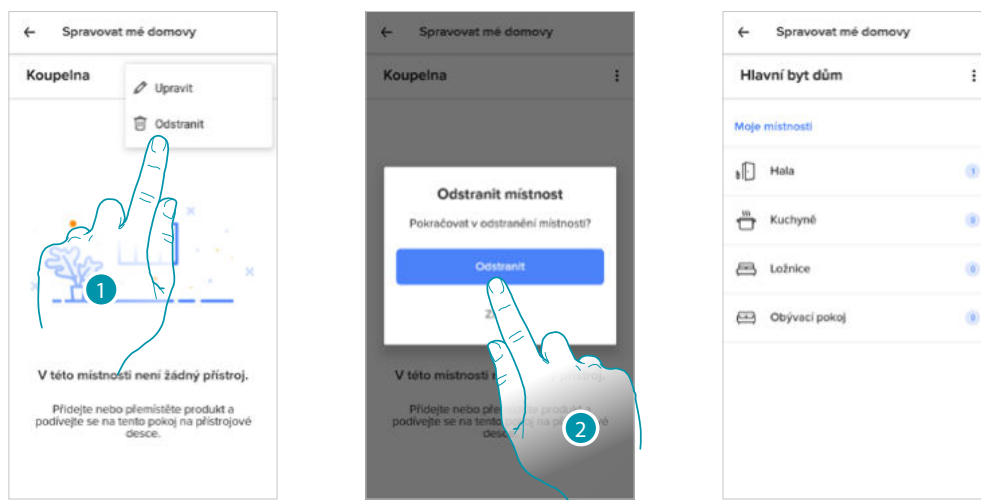 Spravovat mé domovy
Koupelna
Upravit
Odstranit
1
V této místnosti není žádný přístroj.
Přidejte nebo přemístěte produkt a
podívejte se na tento pokoj na přístrojové
desce.
Spravovat mé domovy
Koupelna
Odstranit místnost
Pokračovat v odstranění místnosti?
Odstranit
V této místnosti
Přidejte nebo
podívejte se na tento
2
Spravovat mé domovy
Hlavní byt dům
Moje místnosti
Hala 1
Kuchyně 0
Ložnice 0
Obývací pokoj 0